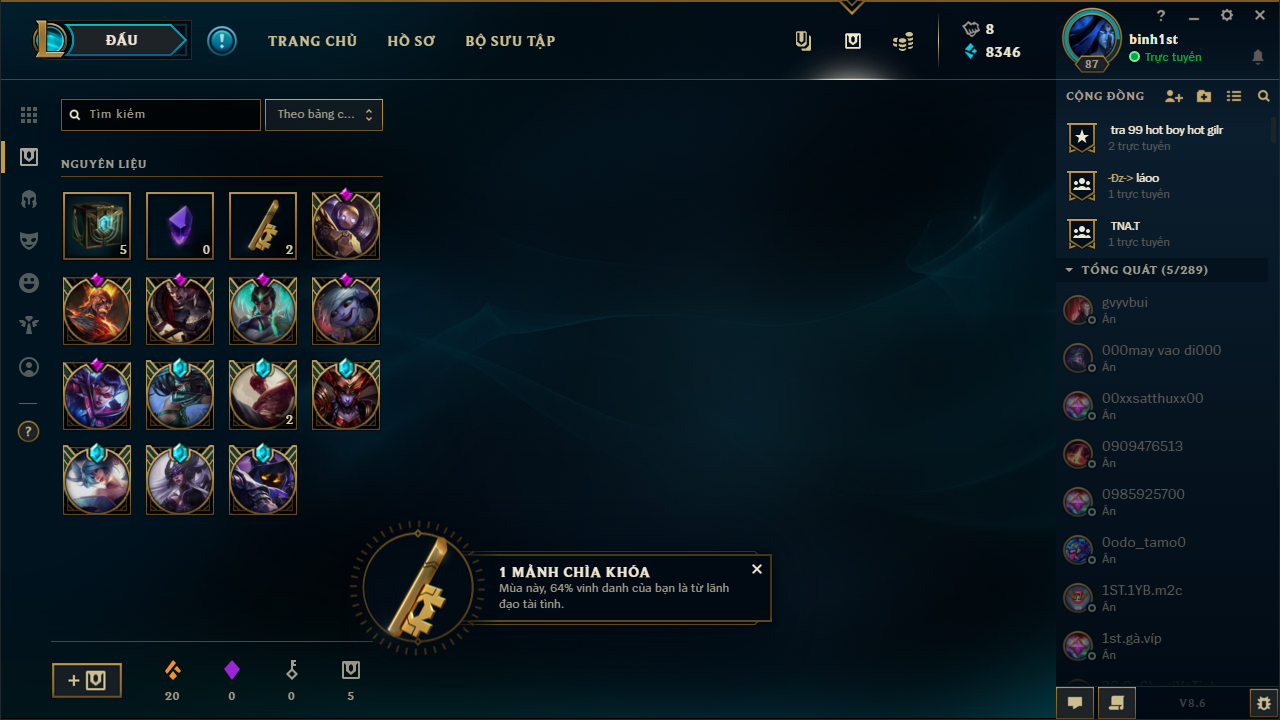 ĐẤU
TRANG CHỦ
HỒ SƠ
BỘ SƯU TẬP
8
8346
87
binh1st
Trực tuyến
CỘNG ĐỒNG
tra 99 hot boy hot gilr
2 trực tuyến
-Đz-> láoo
1 trực tuyến
TNA.T
1 trực tuyến
TỔNG QUÁT (5/289)
gvyvbui
Ẩn
000may vao di000
Ẩn
00xxsatthuxx00
Ẩn
0909476513
Ẩn
0985925700
Ẩn
0odo_tamo0
Ẩn
1ST.1YB.m2c
Ẩn
1st.gà.víp
Ẩn
V8.6
Tìm kiếm
Theo bảng c...
NGUYÊN LIỆU
5
0
2
2
1 MẢNH CHÌA KHÓA
Mùa này, 64% vinh danh của bạn là từ lãnh
đạo tài tình.
20
0
0
5